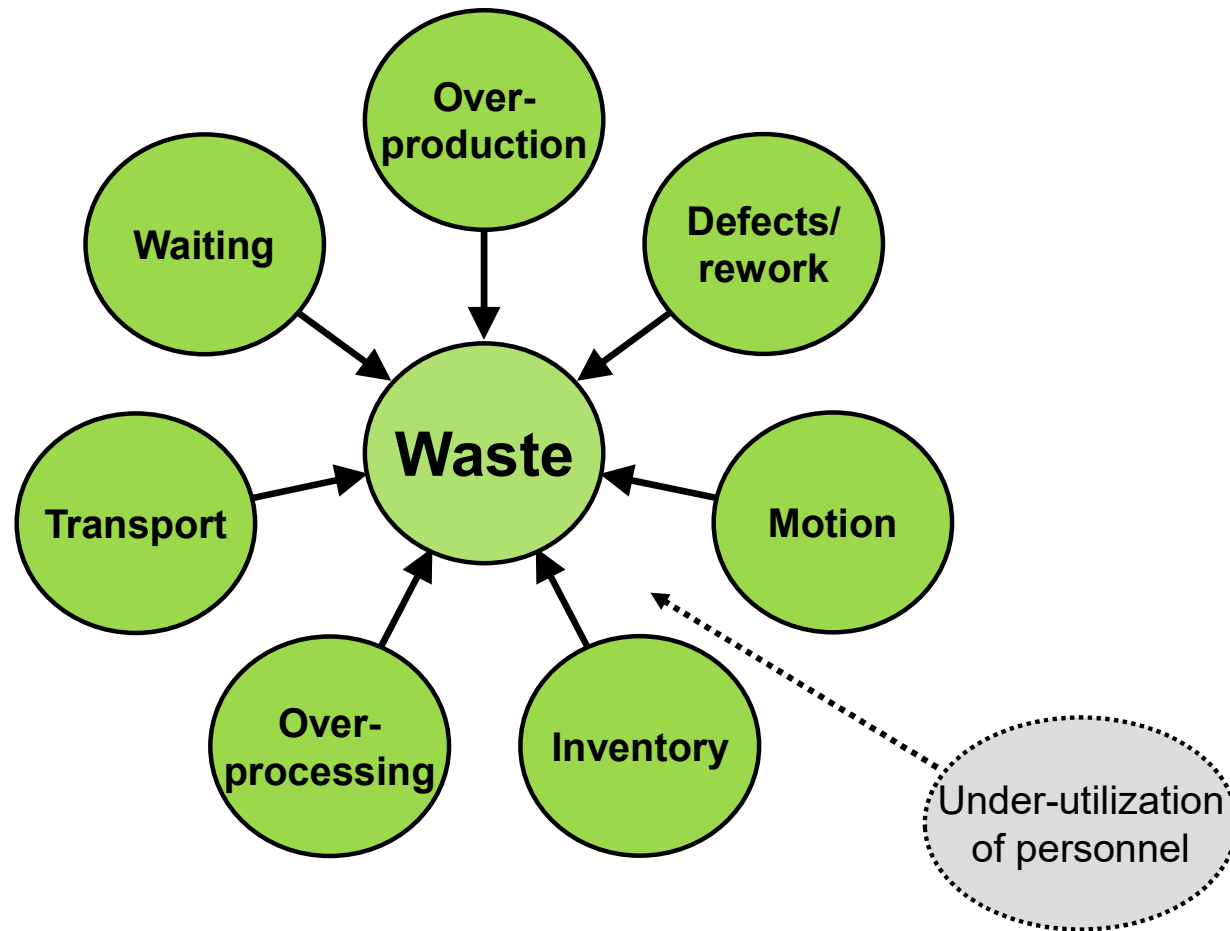 Over-
production
Defects/
rework
Waiting
Waste
Transport
Motion
Over-
processing
Inventory
Under-utilization
of personnel